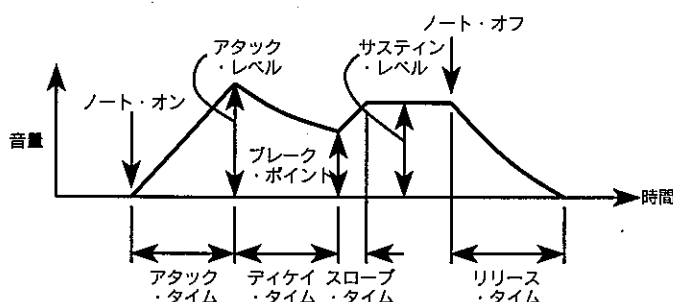 ノート・オフ
アタック
・レベル
サスティン
・レベル
ノート・オン
音量
ブレーク
・ポイント
時間
アタック
・タイム
ディケイ
・タイム
スロープ
・タイム
リリース
・タイム